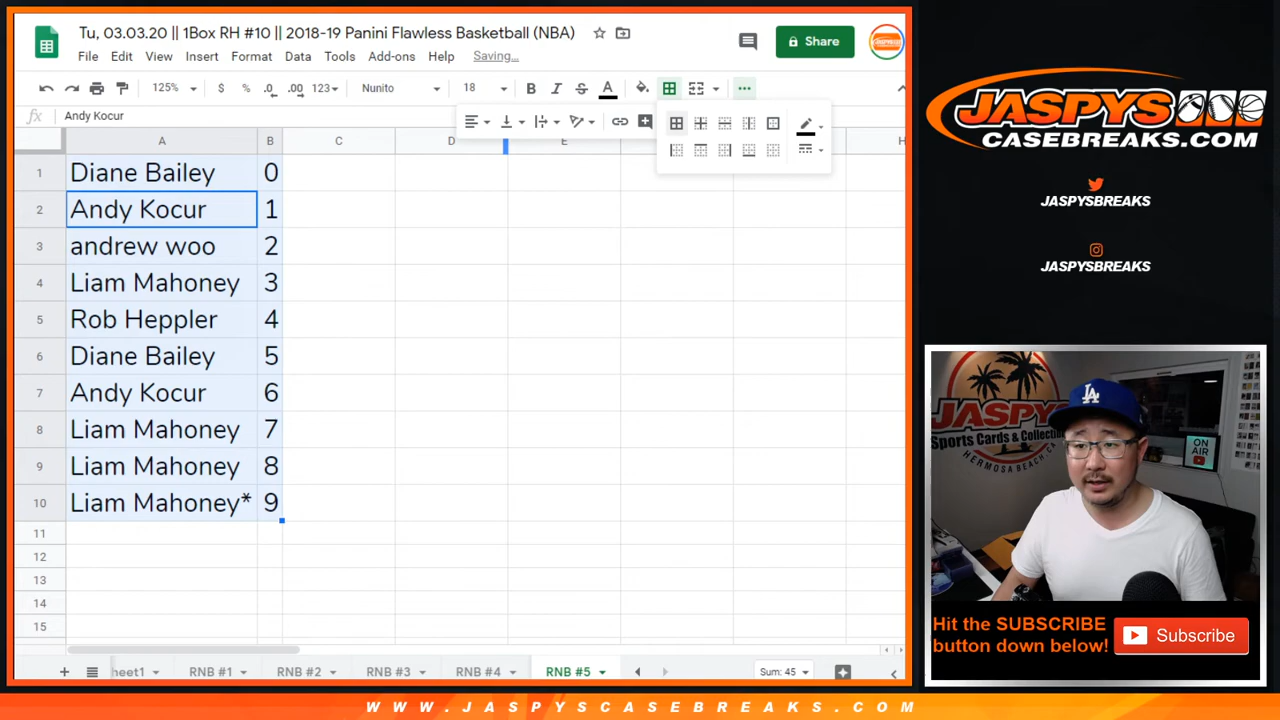 Tu, 03.03.20 || 1Box RH #10 || 2018-19 Panini Flawless Basketball (NBA)
File Edit View Insert Format Data Tools Add-ons Help Saving...
Share
125% $ % .0 .00 123 Nunito 18 B I S A
fx Andy Kocur
A B C D E H
1 Diane Bailey 0
2 Andy Kocur 1
3 andrew woo 2
4 Liam Mahoney 3
5 Rob Heppler 4
6 Diane Bailey 5
7 Andy Kocur 6
8 Liam Mahoney 7
9 Liam Mahoney 8
10 Liam Mahoney* 9
11
12
13
14
15
heet1 RNB #1 RNB #2 RNB #3 RNB #4 RNB #5 Sum: 45
JASPYS
CASEBREAKS.COM
JASPYSBREAKS
JASPYSBREAKS
JASPYS
Sports Cards & Collectib
HERMOSA BEACH, CA
ON
AIR
LA
Hit the SUBSCRIBE
button down below!
Subscribe
WWW.JASPYSCASEBREAKS.COM